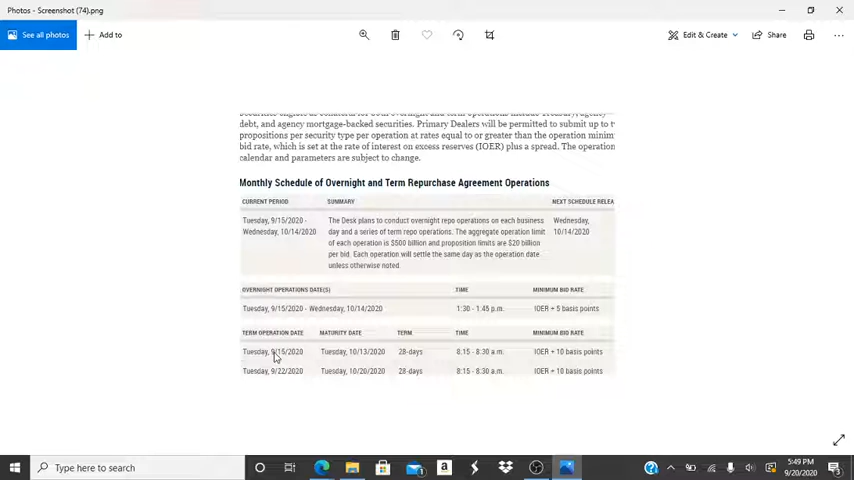 Photos - Screenshot (74).png
See all photos
Add to
Edit & Create
Share
debt, and agency mortgage-backed securities. Primary Dealers will be permitted to submit up to
propositions per security type per operation at rates equal to or greater than the operation minim
bid rate, which is set at the rate of interest on excess reserves (IOER) plus a spread. The operation
calendar and parameters are subject to change.
Monthly Schedule of Overnight and Term Repurchase Agreement Operations
CURRENT PERIOD SUMMARY NEXT SCHEDULE RELEA
Tuesday, 9/15/2020 - The Desk plans to conduct overnight repo operations on each business Wednesday,
Wednesday, 10/14/2020 day and a series of term repo operations. The aggregate operation limit 10/14/2020
of each operation is $500 billion and proposition limits are $20 billion
per bid. Each operation will settle the same day as the operation date
unless otherwise noted.
OVERNIGHT OPERATIONS DATE(S) TIME MINIMUM BID RATE
Tuesday, 9/15/2020 - Wednesday, 10/14/2020 1:30 - 1:45 p.m. IOER + 5 basis points
TERM OPERATION DATE MATURITY DATE TERM TIME MINIMUM BID RATE
Tuesday, 9/15/2020 Tuesday, 10/13/2020 28-days 8:15 - 8:30 a.m. IOER + 10 basis points
Tuesday, 9/22/2020 Tuesday, 10/20/2020 28-days 8:15 - 8:30 a.m. IOER + 10 basis points
Type here to search
5:49 PM
9/20/2020